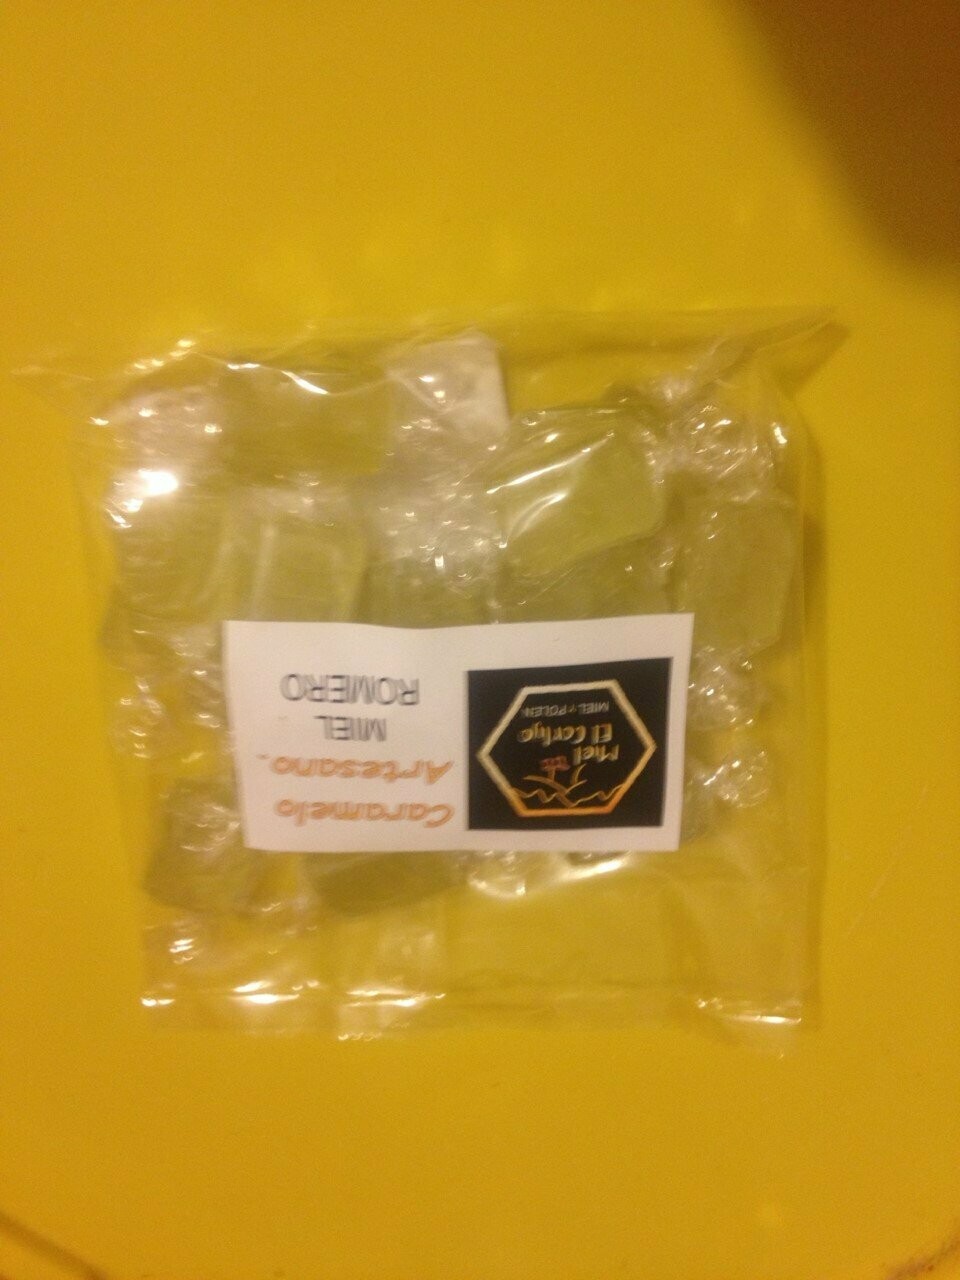 Miel
El Cortijo
MIEL Y POLEN
Caramelo
Artesano.
MIEL
ROMERO